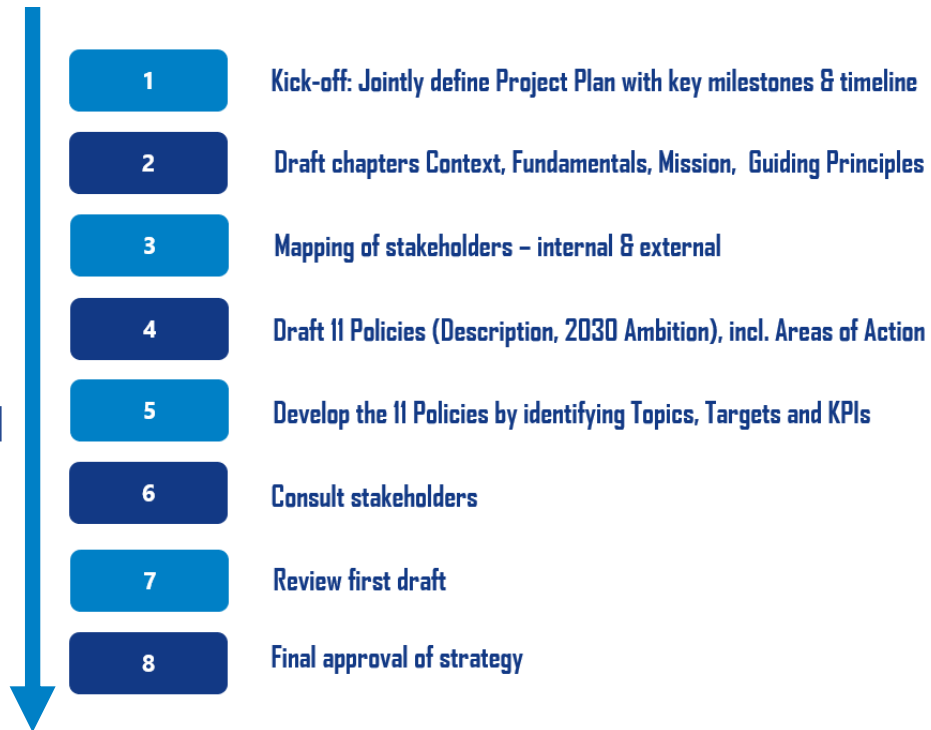 1
Kick-off: Jointly define Project Plan with key milestones & timeline
2
Draft chapters Context, Fundamentals, Mission, Guiding Principles
3
Mapping of stakeholders – internal & external
4
Draft 11 Policies (Description, 2030 Ambition), incl. Areas of Action
5
Develop the 11 Policies by identifying Topics, Targets and KPIs
6
Consult stakeholders
7
Review first draft
8
Final approval of strategy